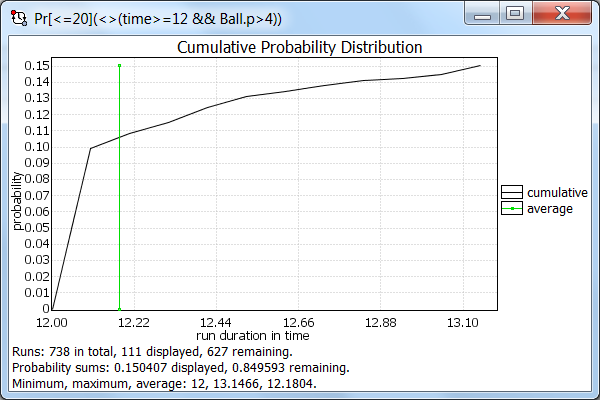 Pr[<=20](<>(time>=12 && Ball.p>4))
Cumulative Probability Distribution
0.15
0.14
0.13
0.12
0.11
0.10
0.09
0.08
0.07
0.06
0.05
0.04
0.03
0.02
0.01
0
probability
cumulative
average
12.00 12.22 12.44 12.66 12.88 13.10
run duration in time
Runs: 738 in total, 111 displayed, 627 remaining.
Probability sums: 0.150407 displayed, 0.849593 remaining.
Minimum, maximum, average: 12, 13.1466, 12.1804.